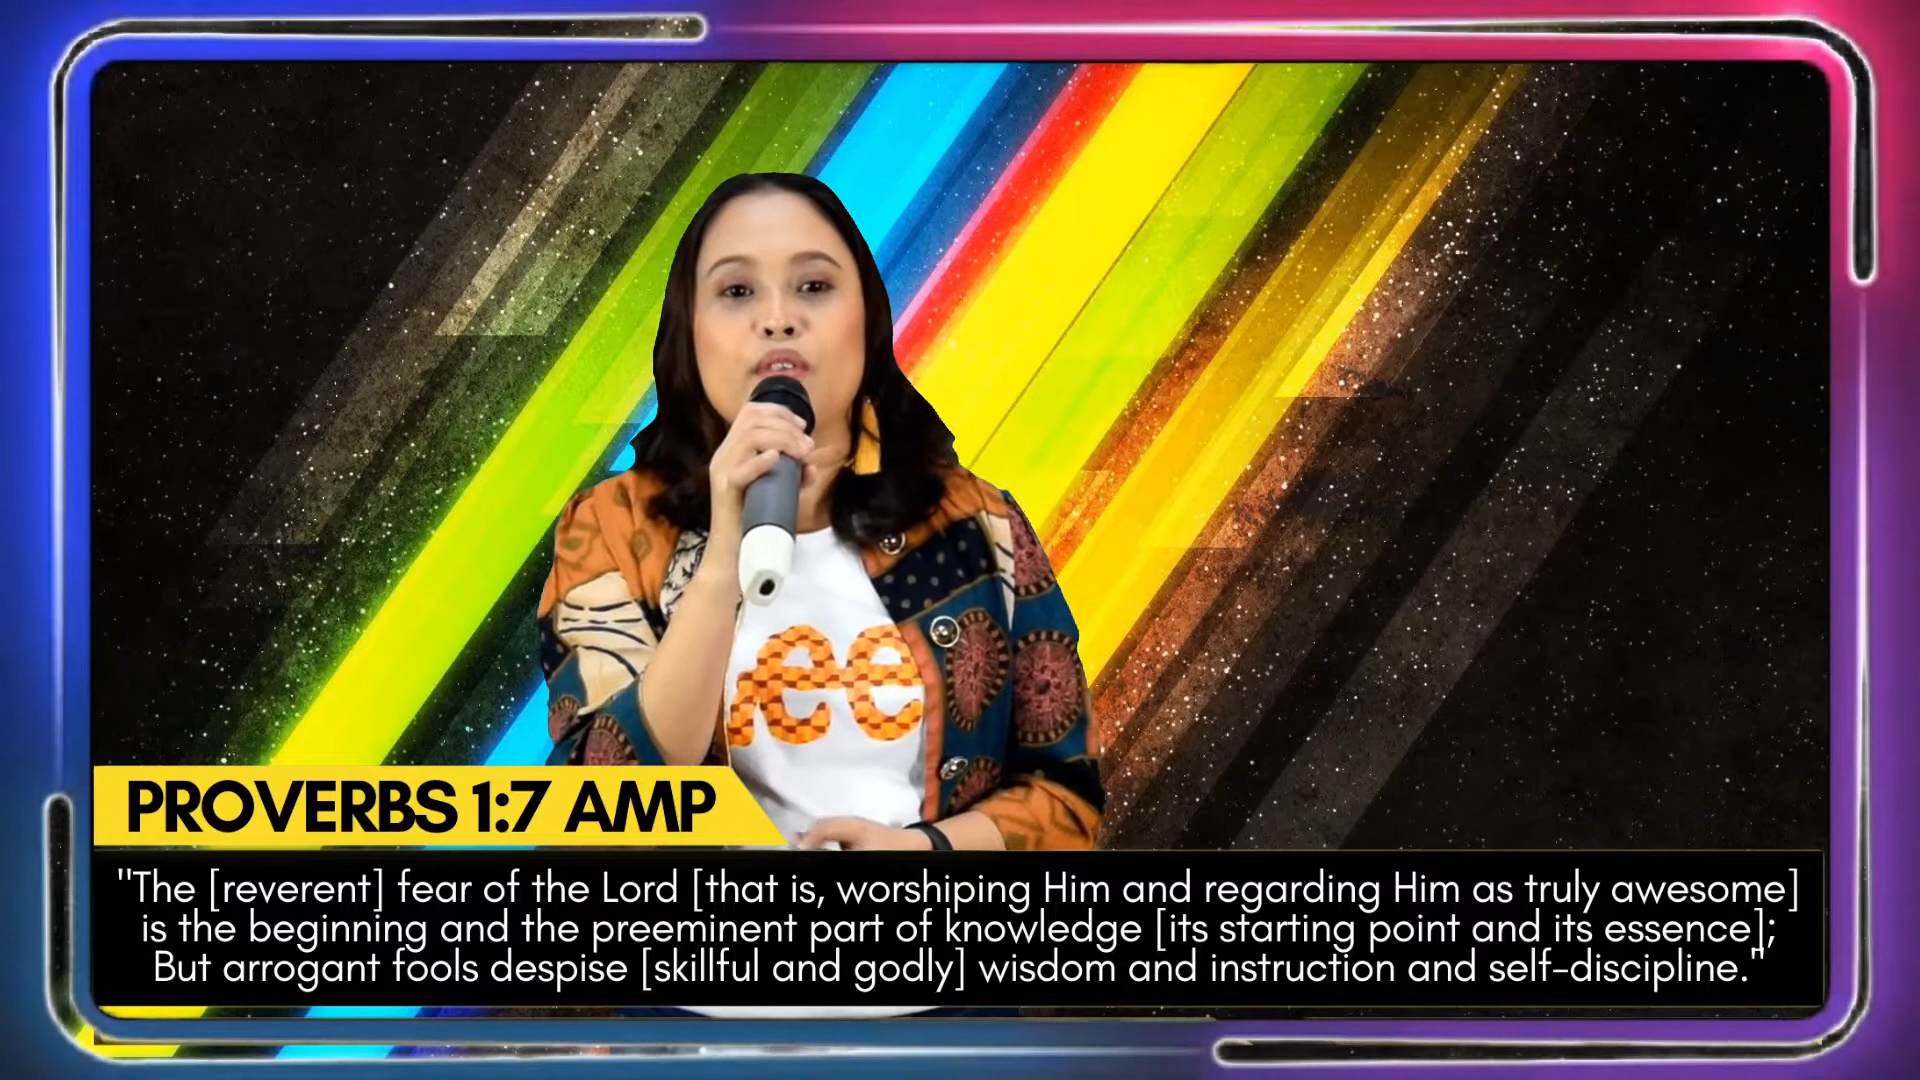 ee
PROVERBS 1:7 AMP
"The [reverent] fear of the Lord [that is, worshiping Him and regarding Him as truly awesome]
is the beginning and the preeminent part of knowledge [its starting point and its essence];
But arrogant fools despise [skillful and godly] wisdom and instruction and self-discipline."